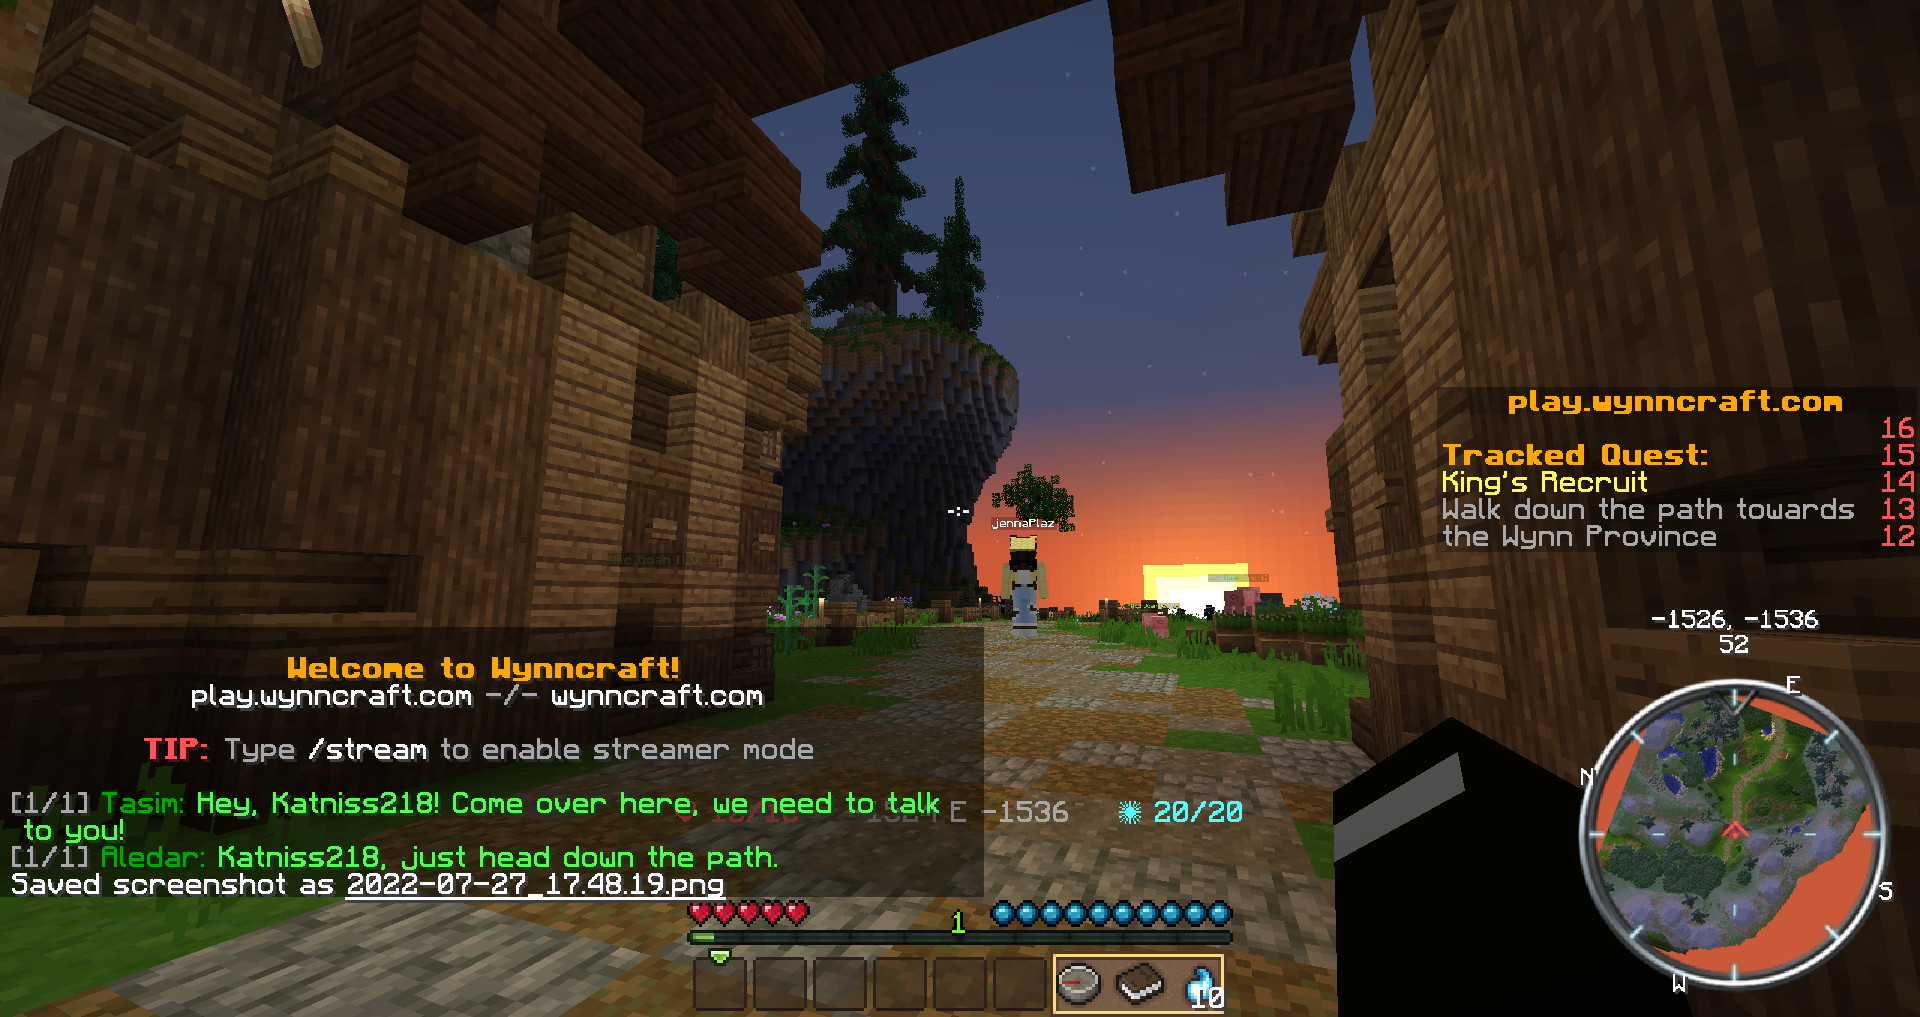 jennaPlaz
play.wynncraft.com
16
Tracked Quest: 15
King's Recruit 14
Walk down the path towards 13
the Wynn Province 12
-1526, -1536
52
E
N
S
W
Welcome to Wynncraft!
play.wynncraft.com -/- wynncraft.com
TIP: Type /stream to enable streamer mode
[1/1] Tasim: Hey, Katniss218! Come over here, we need to talk
to you!
[1/1] Aledar: Katniss218, just head down the path.
Saved screenshot as 2022-07-27_17.48.19.png
E -1536
20/20
1
10